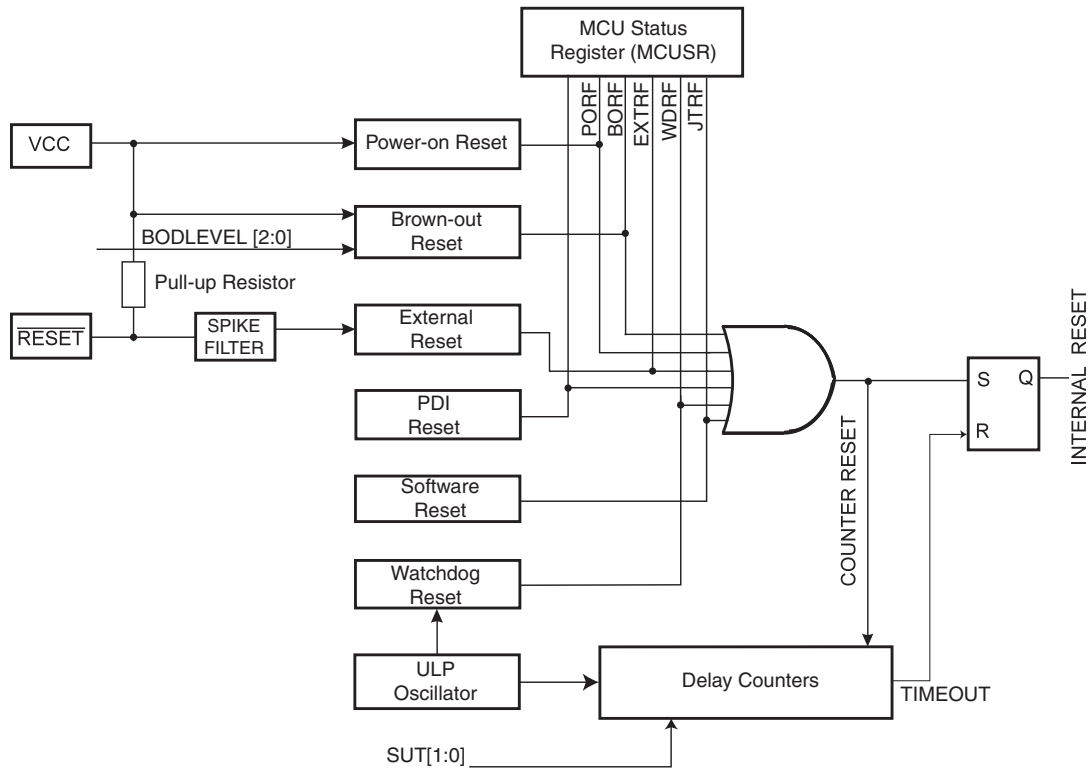 MCU Status
Register (MCUSR)
PORF
BORF
EXTRF
WDRF
JTRF
VCC
Power-on Reset
Brown-out
Reset
BODLEVEL [2:0]
Pull-up Resistor
RESET
SPIKE
FILTER
External
Reset
PDI
Reset
Software
Reset
Watchdog
Reset
ULP
Oscillator
SUT[1:0]
Delay Counters
COUNTER RESET
TIMEOUT
S
Q
R
INTERNAL RESET